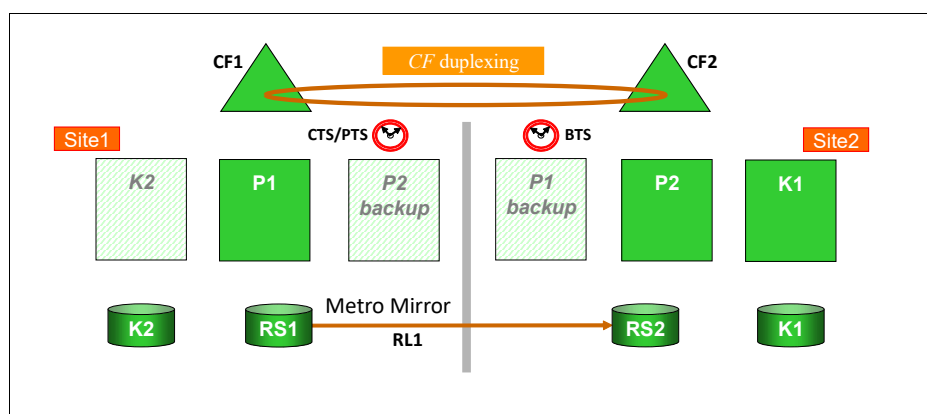 CF1
CF duplexing
CF2
CTS/PTS
BTS
Site1
Site2
K2
P1
P2
backup
P1
backup
P2
K1
Metro Mirror
K2
RS1
RL1
RS2
K1